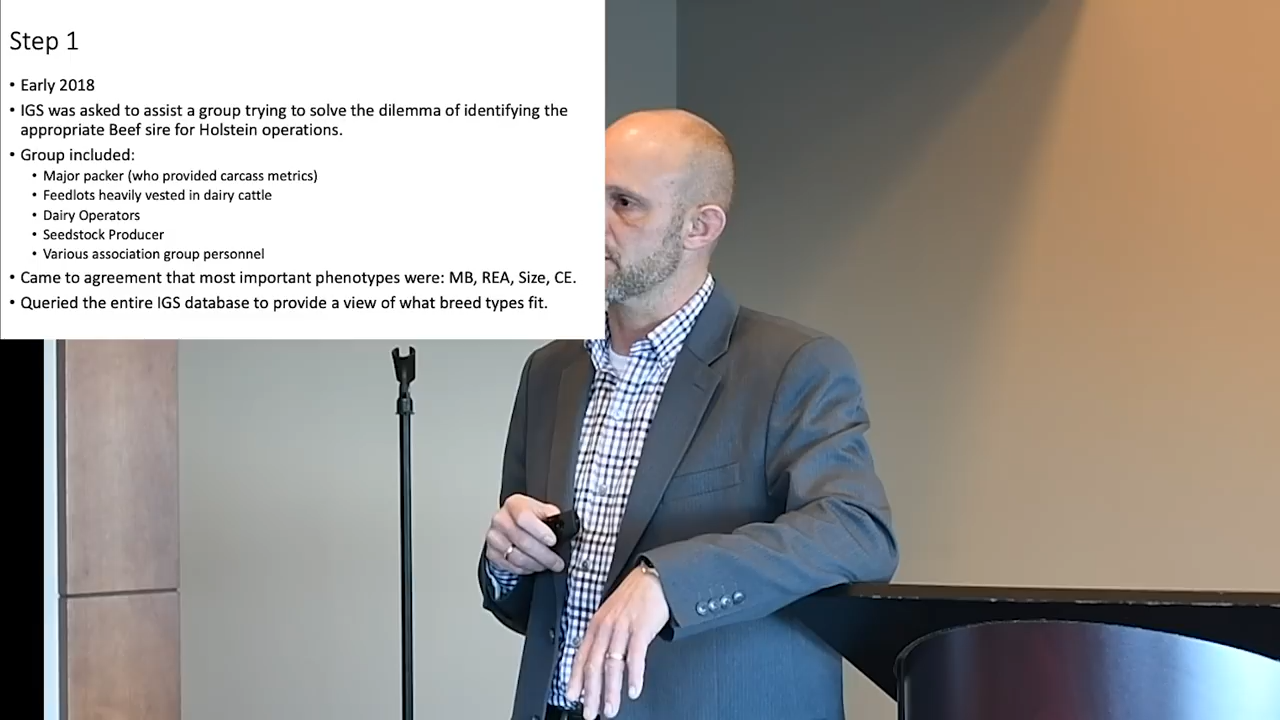 Step 1
• Early 2018
• IGS was asked to assist a group trying to solve the dilemma of identifying the
appropriate Beef sire for Holstein operations.
• Group included:
• Major packer (who provided carcass metrics)
• Feedlots heavily vested in dairy cattle
• Dairy Operators
• Seedstock Producer
• Various association group personnel
• Came to agreement that most important phenotypes were: MB, REA, Size, CE.
• Queried the entire IGS database to provide a view of what breed types fit.